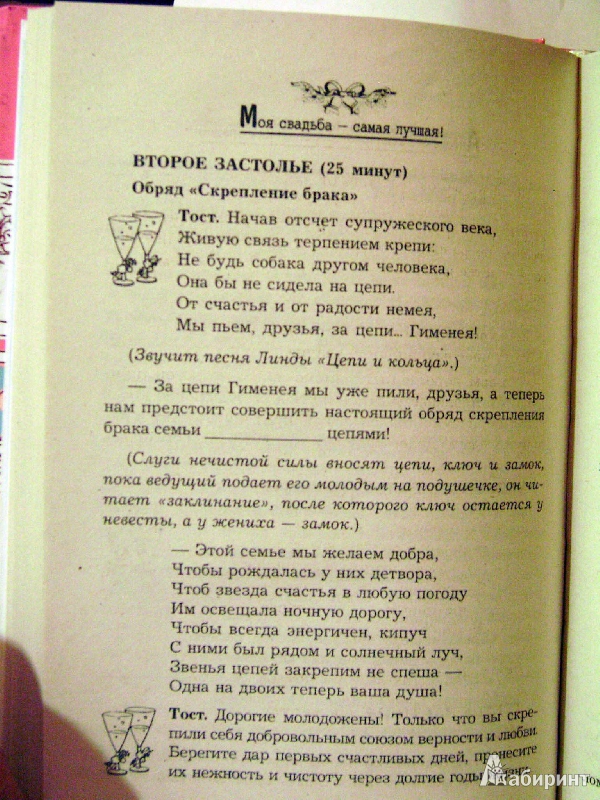 Моя свадьба – самая лучшая!
ВТОРОЕ ЗАСТОЛЬЕ (25 минут)
Обряд «Скрепление брака»
Тост. Начав отсчет супружеского века,
Живую связь терпением крепи:
Не будь собака другом человека,
Она бы не сидела на цепи.
От счастья и от радости немея,
Мы пьем, друзья, за цепи... Гименея!
(Звучит песня Линды «Цепи и кольца».)
— За цепи Гименея мы уже пили, друзья, а теперь
нам предстоит совершить настоящий обряд скрепления
брака семьи ____________ цепями!
(Слуги нечистой силы вносят цепи, ключ и замок,
пока ведущий подает его молодым на подушечке, он чи-
тает «заклинание», после которого ключ остается у
невесты, а у жениха — замок.)
— Этой семье мы желаем добра,
Чтобы рождалась у них детвора,
Чтоб звезда счастья в любую погоду
Им освещала ночную дорогу,
Чтобы всегда энергичен, кипуч
С ними был рядом и солнечный луч,
Звенья цепей закрепим не спеша —
Одна на двоих теперь ваша душа!
Тост. Дорогие молодожены! Только что вы скре-
пили себя добровольным союзом верности и любви.
Берегите дар первых счастливых дней, пронесите
их нежность и чистоту через долгие годы
Лабиринт